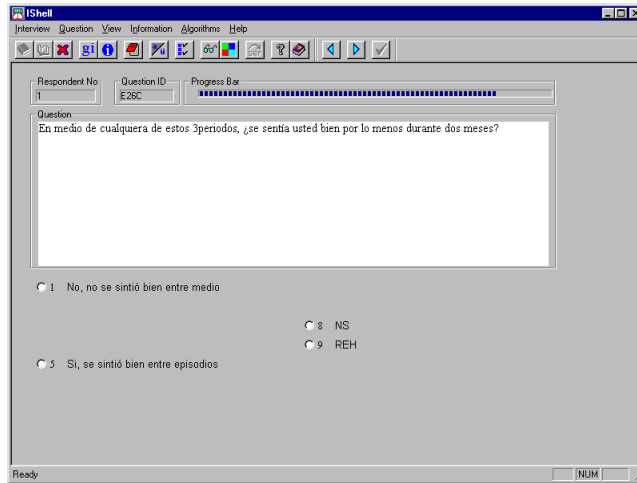 IShell
Interview Question View Information Algorithms Help
Respondent No
Question ID
Progress Bar
1
E26C
Question
En medio de cualquiera de estos 3periodos, ¿se sentía usted bien por lo menos durante dos meses?
1 No, no se sintió bien entre medio
8 NS
9 REH
5 Si, se sintió bien entre episodios
Ready
NUM